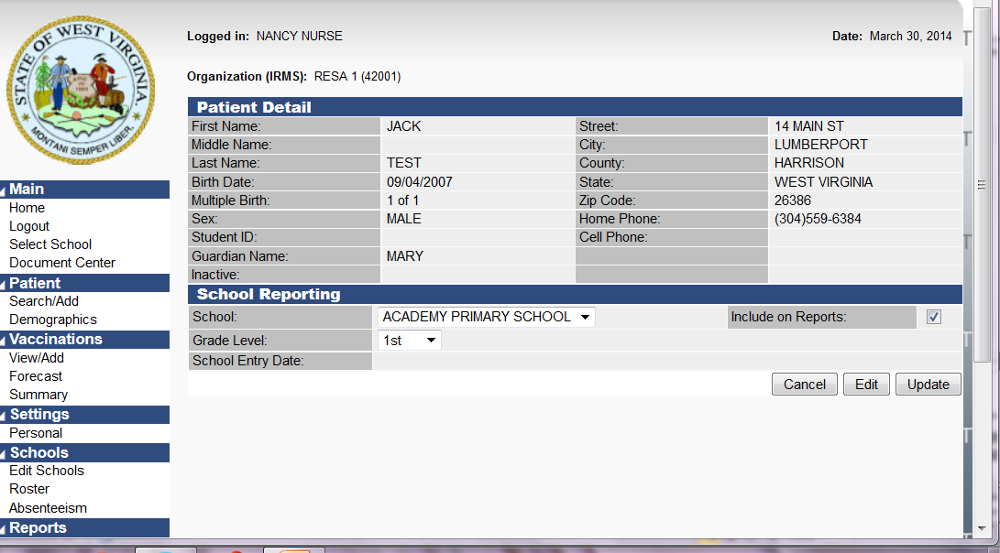 STATE OF WEST VIRGINIA
MONTANI SEMPER LIBERI
Logged in: NANCY NURSE
Date: March 30, 2014
Organization (IRMS): RESA 1 (42001)
Main
Home
Logout
Select School
Document Center
Patient
Search/Add
Demographics
Vaccinations
View/Add
Forecast
Summary
Settings
Personal
Schools
Edit Schools
Roster
Absenteeism
Reports
Patient Detail
First Name: JACK Street: 14 MAIN ST
Middle Name: City: LUMBERPORT
Last Name: TEST County: HARRISON
Birth Date: 09/04/2007 State: WEST VIRGINIA
Multiple Birth: 1 of 1 Zip Code: 26386
Sex: MALE Home Phone: (304)559-6384
Student ID: Cell Phone:
Guardian Name: MARY
Inactive:
School Reporting
School: ACADEMY PRIMARY SCHOOL Include on Reports:
Grade Level: 1st
School Entry Date:
Cancel Edit Update